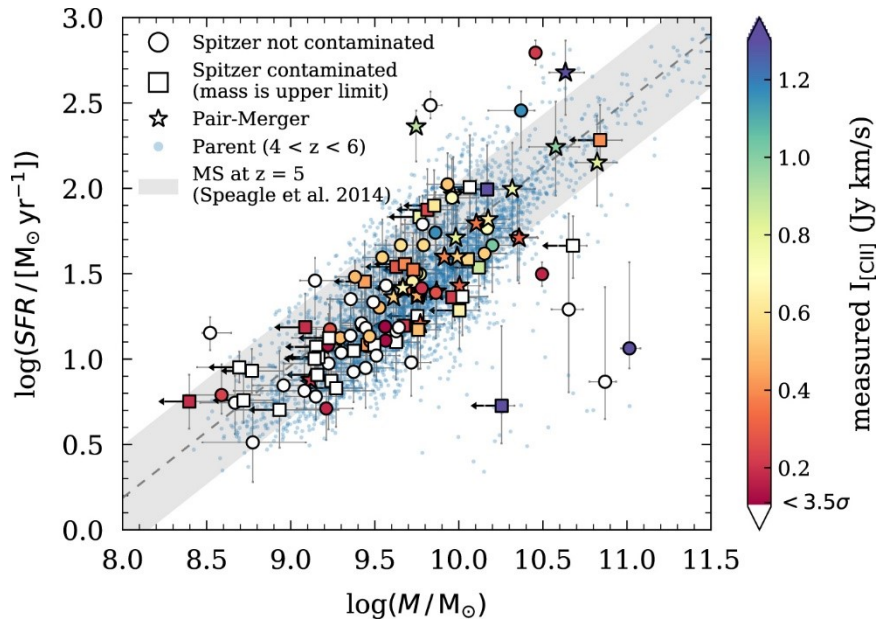 3.0
2.5
2.0
1.5
1.0
0.5
0.0
log(SFR / [M⊙ yr⁻¹])
Spitzer not contaminated
Spitzer contaminated
(mass is upper limit)
Pair-Merger
Parent (4 < z < 6)
MS at z = 5
(Speagle et al. 2014)
8.0 8.5 9.0 9.5 10.0 10.5 11.0 11.5
log(M / M⊙)
1.2
1.0
0.8
0.6
0.4
0.2
< 3.5σ
measured I[CII] (Jy km/s)